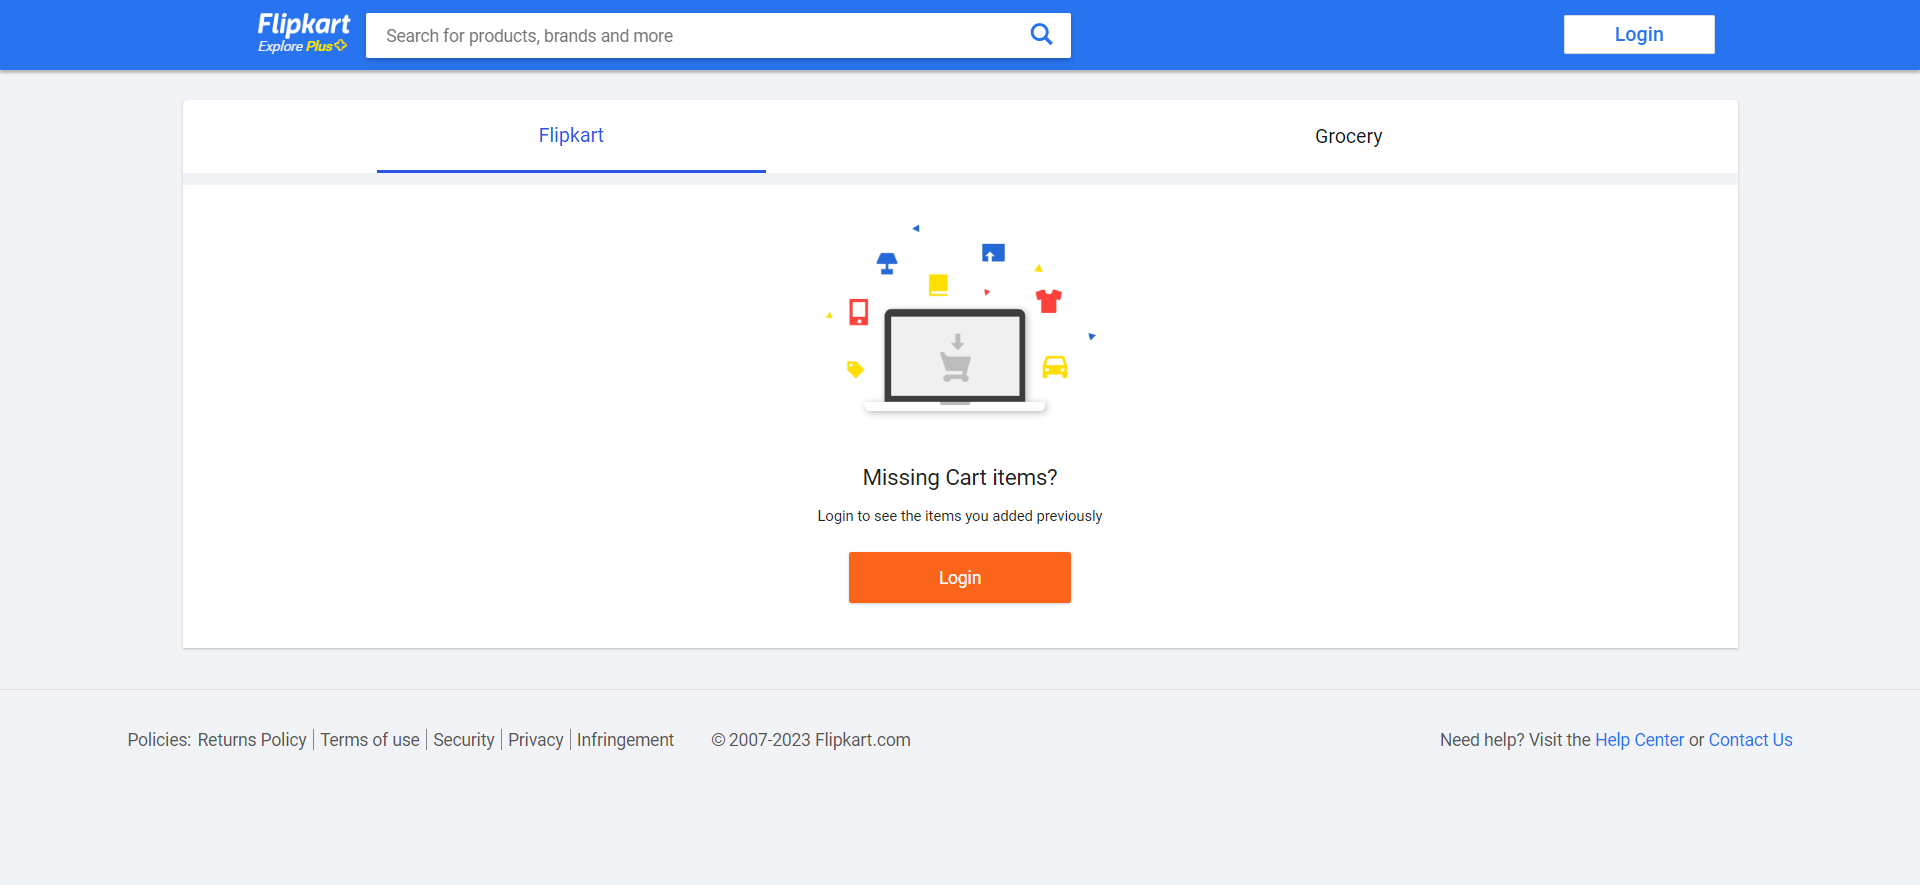 Flipkart
Explore Plus
Search for products, brands and more
Login
Flipkart
Grocery
Missing Cart items?
Login to see the items you added previously
Login
Policies: Returns Policy | Terms of use | Security | Privacy | Infringement © 2007-2023 Flipkart.com Need help? Visit the Help Center or Contact Us